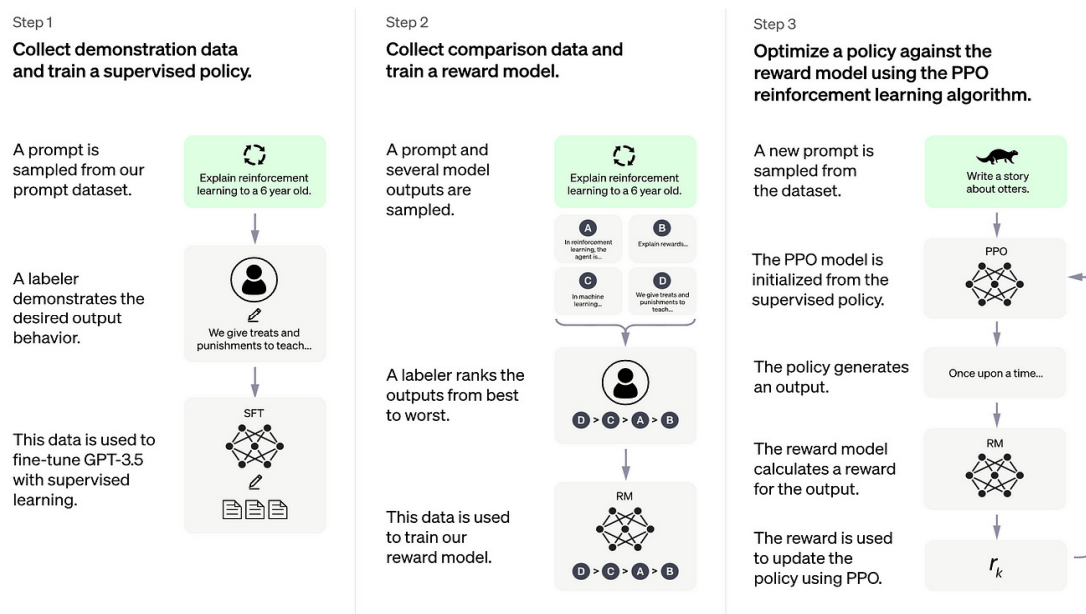 Step 1
Collect demonstration data
and train a supervised policy.
A prompt is
sampled from our
prompt dataset.
Explain reinforcement
learning to a 6 year old.
A labeler
demonstrates the
desired output
behavior.
We give treats and
punishments to teach...
This data is used to
fine-tune GPT-3.5
with supervised
learning.
SFT
Step 2
Collect comparison data and
train a reward model.
A prompt and
several model
outputs are
sampled.
Explain reinforcement
learning to a 6 year old.
A
In reinforcement
learning, the
agent is...
B
Explain rewards...
C
In machine
learning...
D
We give treats and
punishments to
teach...
A labeler ranks the
outputs from best
to worst.
D > C > A > B
This data is used
to train our
reward model.
RM
D > C > A > B
Step 3
Optimize a policy against the
reward model using the PPO
reinforcement learning algorithm.
A new prompt is
sampled from
the dataset.
Write a story
about otters.
The PPO model is
initialized from the
supervised policy.
PPO
The policy generates
an output.
Once upon a time...
The reward model
calculates a reward
for the output.
RM
The reward is used
to update the
policy using PPO.
rk